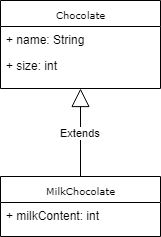 Chocolate
+ name: String
+ size: int
Extends
MilkChocolate
+ milkContent: int